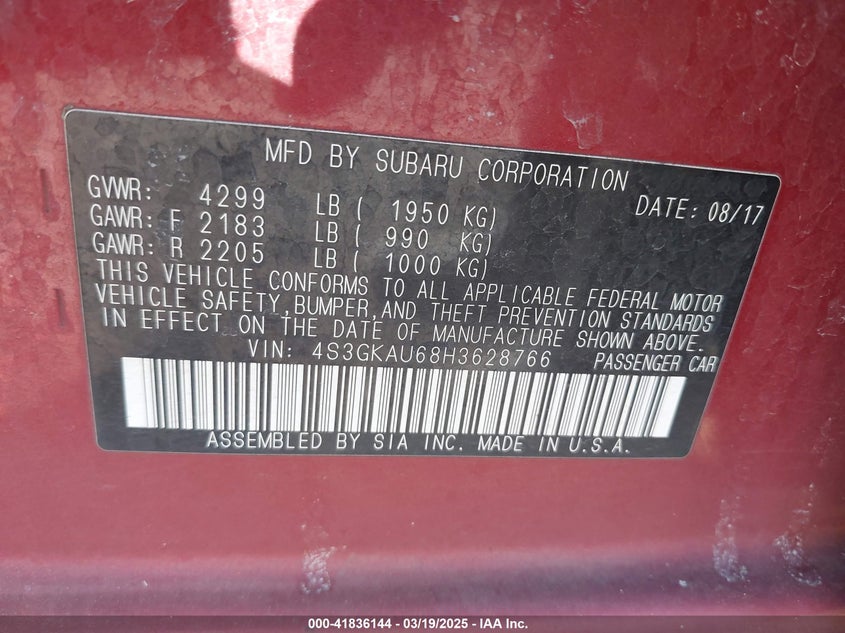 MFD BY SUBARU CORPORATION
GVWR: 4299 LB ( 1950 KG) DATE: 08/17
GAWR: F 2183 LB ( 990 KG)
GAWR: R 2205 LB ( 1000 KG)
THIS VEHICLE CONFORMS TO ALL APPLICABLE FEDERAL MOTOR
VEHICLE SAFETY, BUMPER, AND THEFT PREVENTION STANDARDS
IN EFFECT ON THE DATE OF MANUFACTURE SHOWN ABOVE.
VIN: 4S3GKAU68H3628766 PASSENGER CAR
ASSEMBLED BY SIA INC. MADE IN U.S.A.
000-41836144 - 03/19/2025 - IAA Inc.